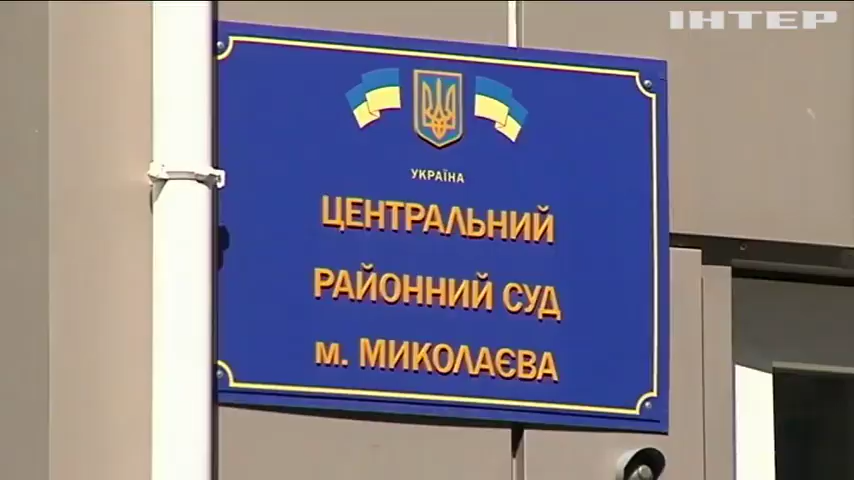 ІНТЕР
УКРАЇНА
ЦЕНТРАЛЬНИЙ
РАЙОННИЙ СУД
м. МИКОЛАЄВА